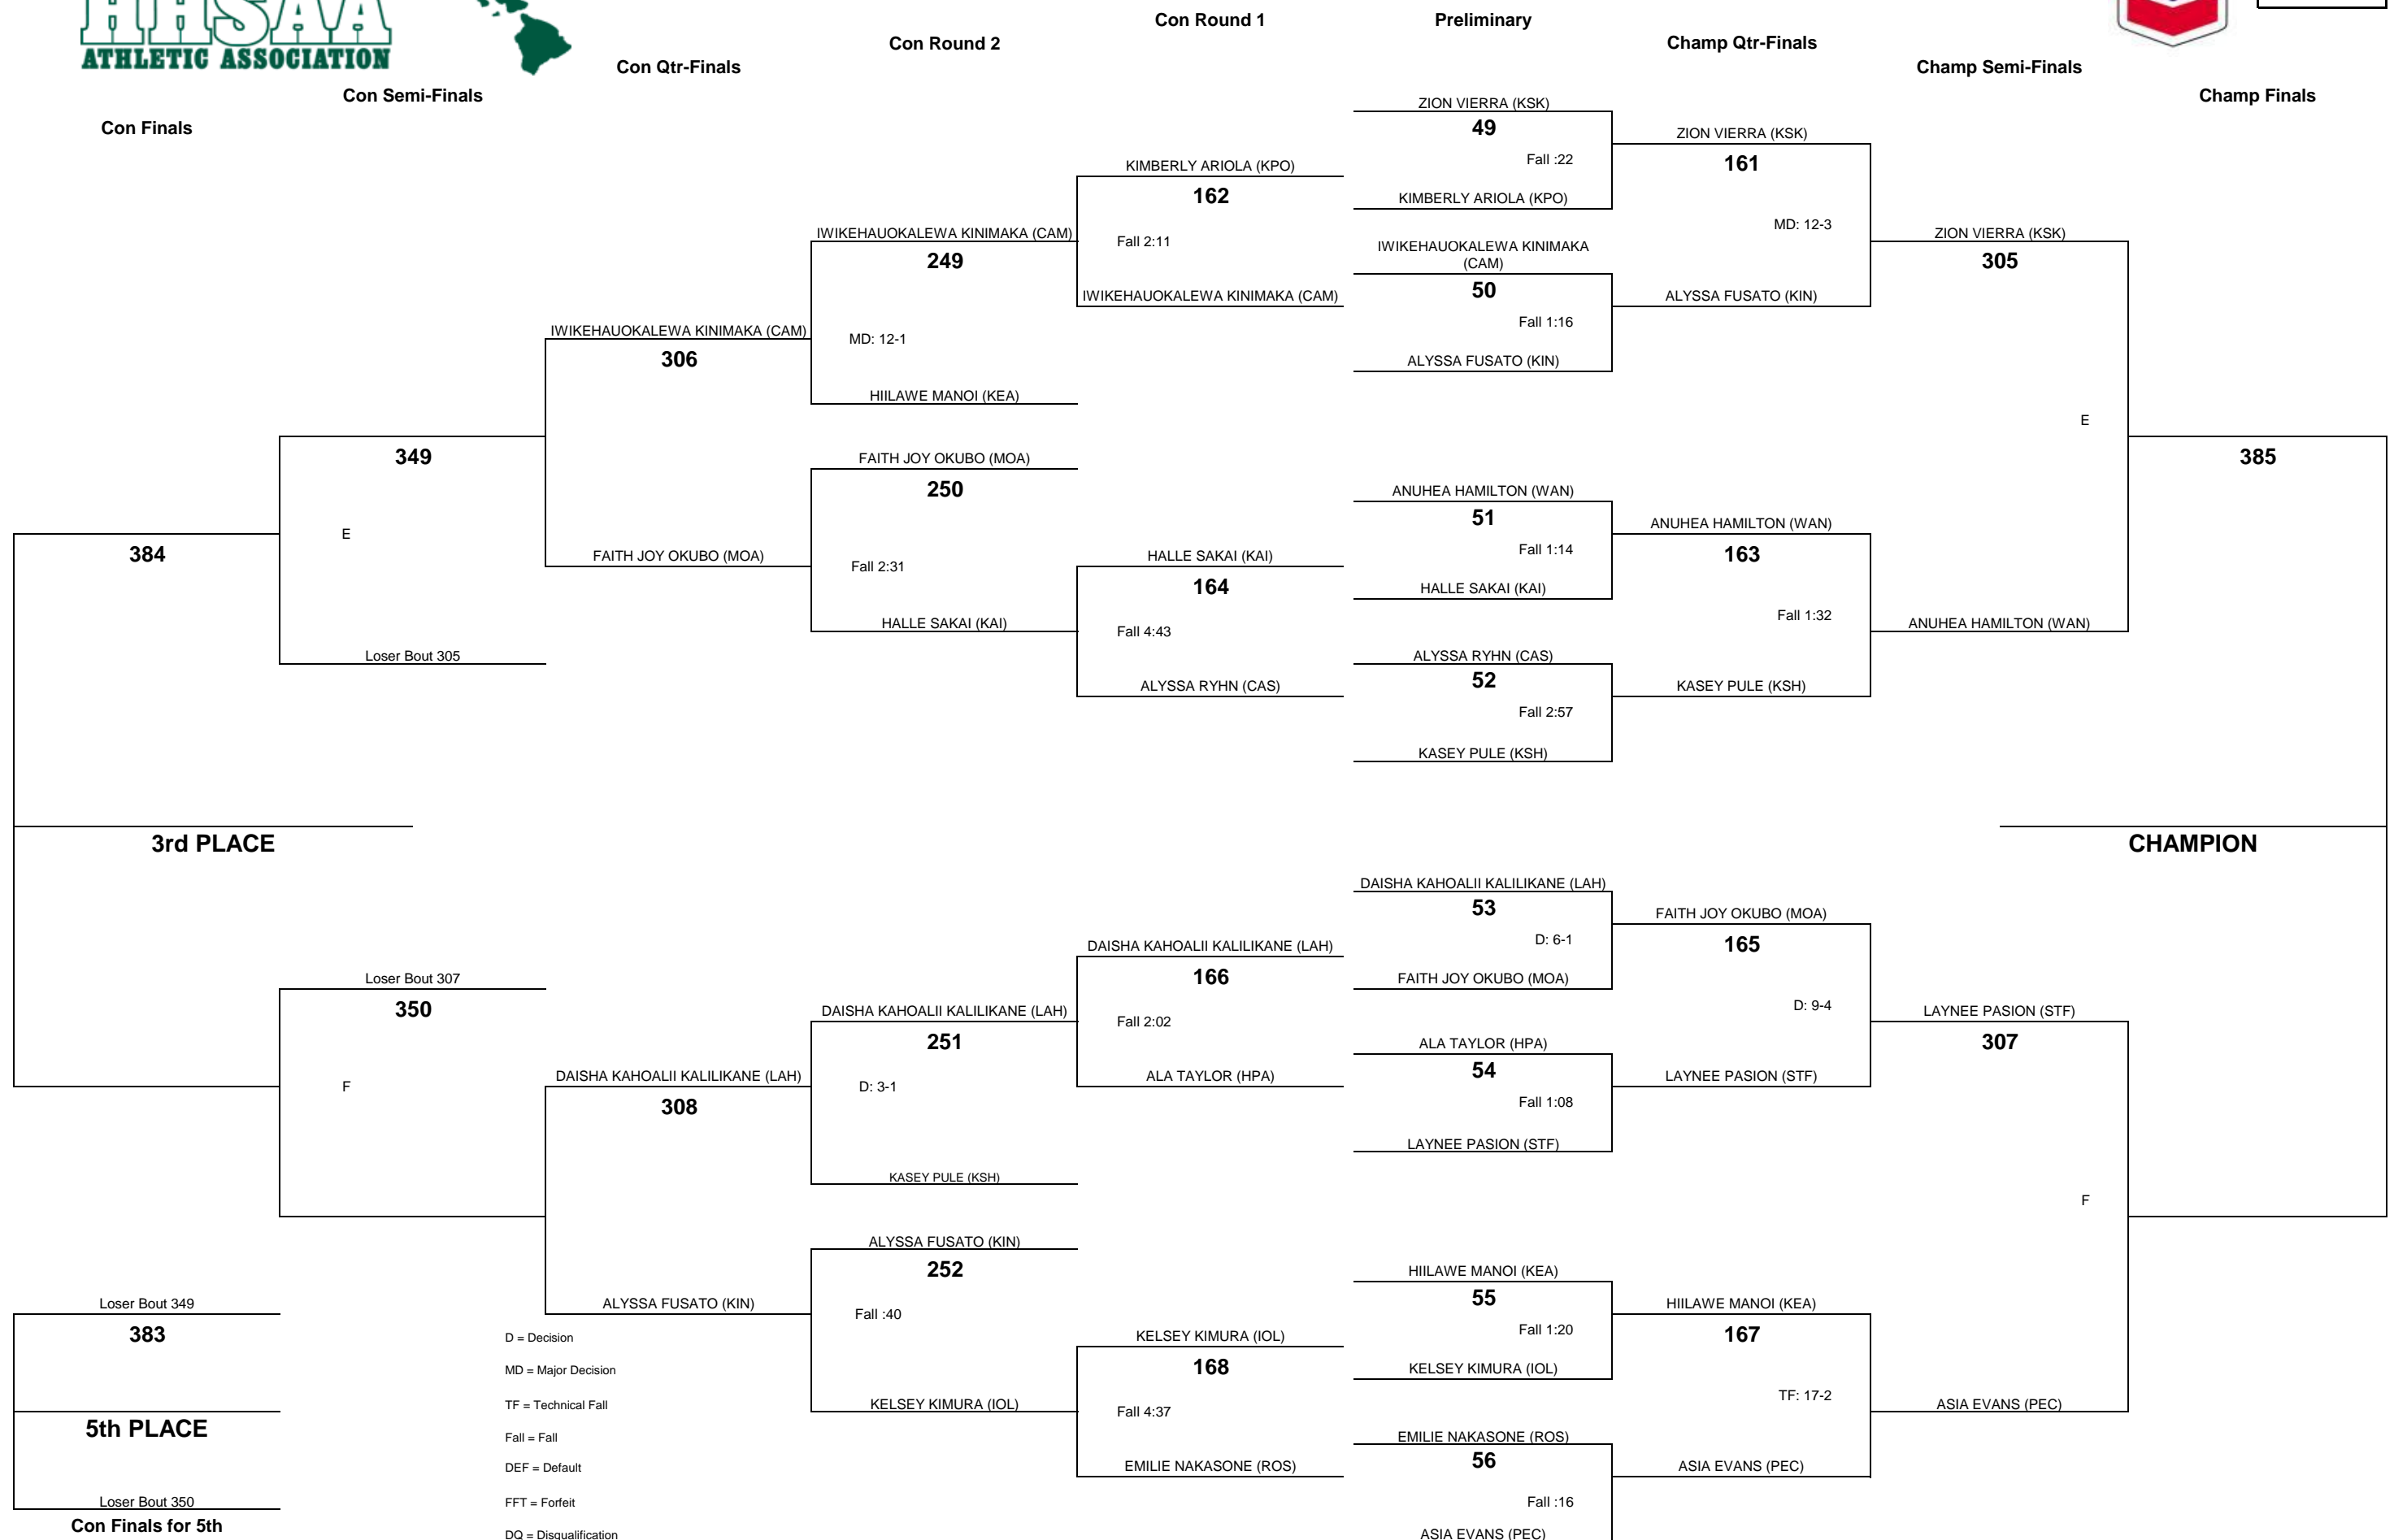 HHSAA
ATHLETIC ASSOCIATION
Con Round 1
Preliminary
Con Round 2
Champ Qtr-Finals
Con Qtr-Finals
Champ Semi-Finals
Con Semi-Finals
Champ Finals
Con Finals
ZION VIERRA (KSK)
49
Fall :22
KIMBERLY ARIOLA (KPO)
IWIKEHAUOKALEWA KINIMAKA
(CAM)
50
Fall 1:16
ALYSSA FUSATO (KIN)
ANUHEA HAMILTON (WAN)
51
Fall 1:14
HALLE SAKAI (KAI)
ALYSSA RYHN (CAS)
52
Fall 2:57
KASEY PULE (KSH)
DAISHA KAHOALII KALILIKANE (LAH)
53
D: 6-1
FAITH JOY OKUBO (MOA)
ALA TAYLOR (HPA)
54
Fall 1:08
LAYNEE PASION (STF)
HIILAWE MANOI (KEA)
55
Fall 1:20
KELSEY KIMURA (IOL)
EMILIE NAKASONE (ROS)
56
Fall :16
ASIA EVANS (PEC)
ZION VIERRA (KSK)
161
MD: 12-3
ALYSSA FUSATO (KIN)
ANUHEA HAMILTON (WAN)
163
Fall 1:32
KASEY PULE (KSH)
FAITH JOY OKUBO (MOA)
165
D: 9-4
LAYNEE PASION (STF)
HIILAWE MANOI (KEA)
167
TF: 17-2
ASIA EVANS (PEC)
ZION VIERRA (KSK)
305
E
ANUHEA HAMILTON (WAN)
LAYNEE PASION (STF)
307
F
ASIA EVANS (PEC)
385
CHAMPION
KIMBERLY ARIOLA (KPO)
162
Fall 2:11
IWIKEHAUOKALEWA KINIMAKA (CAM)
HALLE SAKAI (KAI)
164
Fall 4:43
ALYSSA RYHN (CAS)
DAISHA KAHOALII KALILIKANE (LAH)
166
Fall 2:02
ALA TAYLOR (HPA)
KELSEY KIMURA (IOL)
168
Fall 4:37
EMILIE NAKASONE (ROS)
IWIKEHAUOKALEWA KINIMAKA (CAM)
249
MD: 12-1
HIILAWE MANOI (KEA)
FAITH JOY OKUBO (MOA)
250
Fall 2:31
HALLE SAKAI (KAI)
DAISHA KAHOALII KALILIKANE (LAH)
251
D: 3-1
KASEY PULE (KSH)
ALYSSA FUSATO (KIN)
252
Fall :40
KELSEY KIMURA (IOL)
IWIKEHAUOKALEWA KINIMAKA (CAM)
306
FAITH JOY OKUBO (MOA)
DAISHA KAHOALII KALILIKANE (LAH)
308
ALYSSA FUSATO (KIN)
349
E
Loser Bout 305
Loser Bout 307
350
F
384
3rd PLACE
Loser Bout 349
383
5th PLACE
Loser Bout 350
Con Finals for 5th
D = Decision
MD = Major Decision
TF = Technical Fall
Fall = Fall
DEF = Default
FFT = Forfeit
DQ = Disqualification